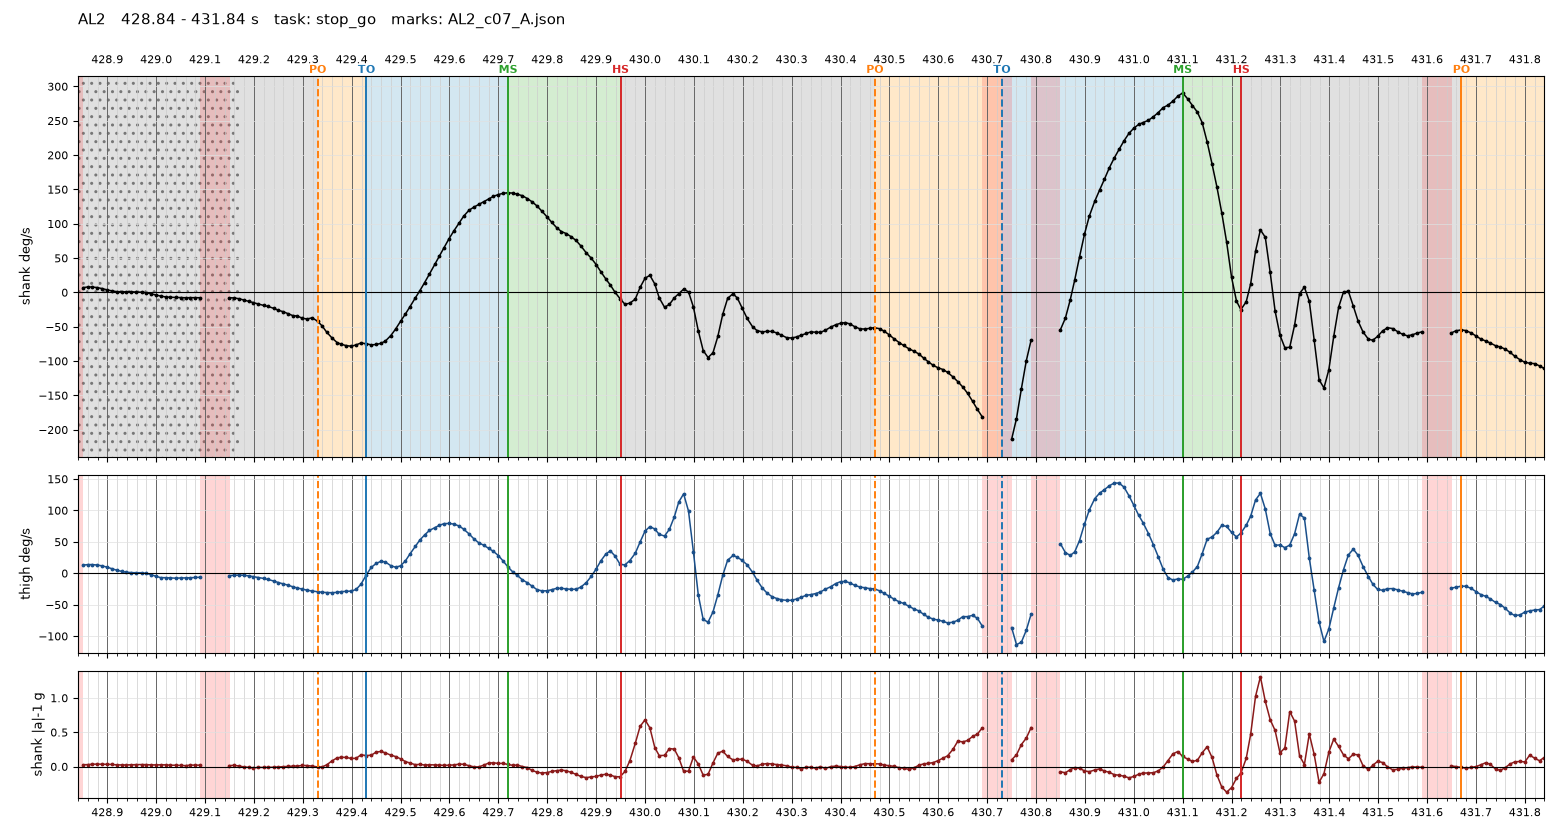 AL2   428.84 - 431.84 s   task: stop_go   marks: AL2_c07_A.json
428.9 429.0 429.1 429.2 429.3 429.4 429.5 429.6 429.7 429.8 429.9 430.0 430.1 430.2 430.3 430.4 430.5 430.6 430.7 430.8 430.9 431.0 431.1 431.2 431.3 431.4 431.5 431.6 431.7 431.8
PO TO MS HS PO TO MS HS PO
shank deg/s
300
250
200
150
100
50
0
−50
−100
−150
−200
thigh deg/s
150
100
50
0
−50
−100
shank |a|-1 g
1.0
0.5
0.0
428.9 429.0 429.1 429.2 429.3 429.4 429.5 429.6 429.7 429.8 429.9 430.0 430.1 430.2 430.3 430.4 430.5 430.6 430.7 430.8 430.9 431.0 431.1 431.2 431.3 431.4 431.5 431.6 431.7 431.8